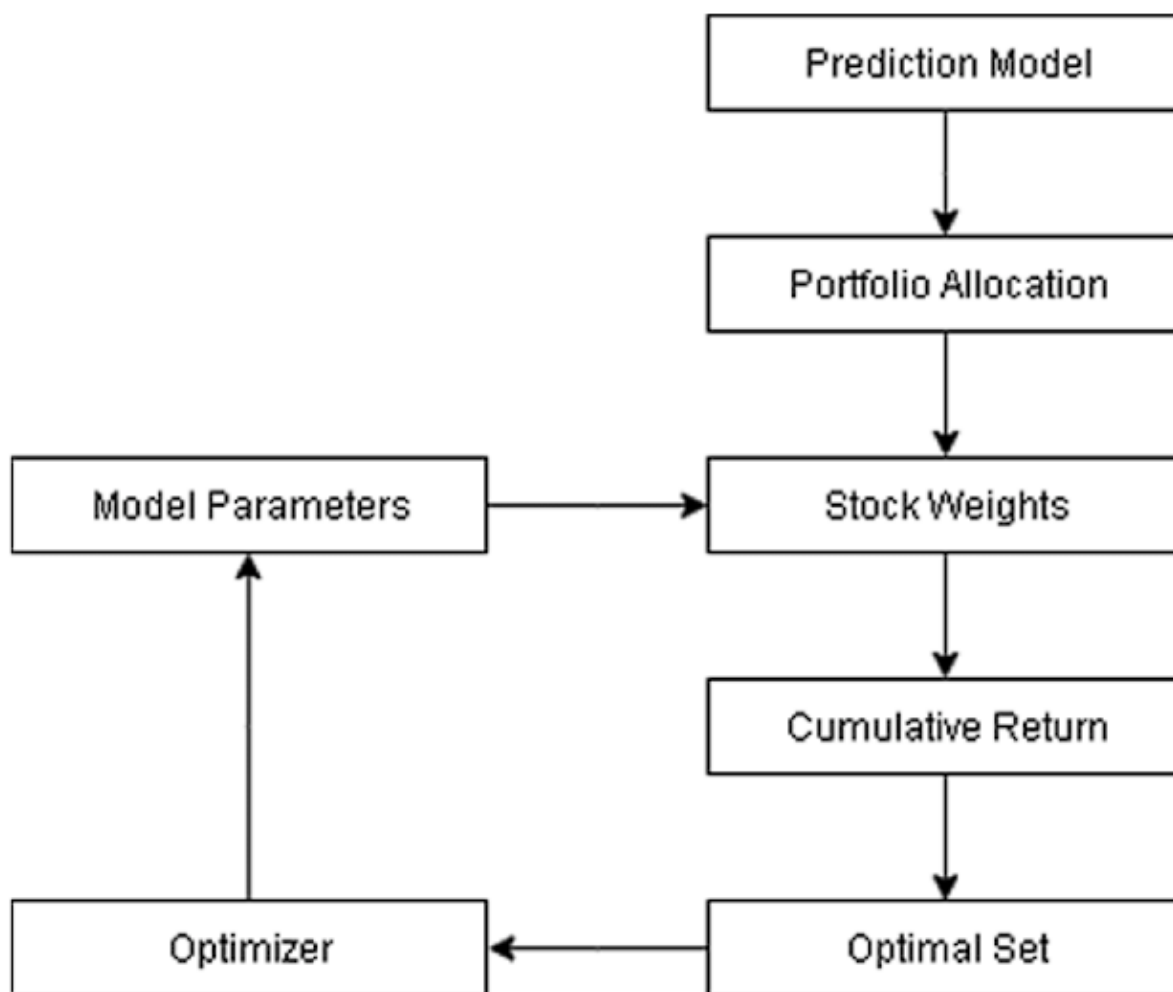 Prediction Model
Portfolio Allocation
Model Parameters
Stock Weights
Cumulative Return
Optimizer
Optimal Set